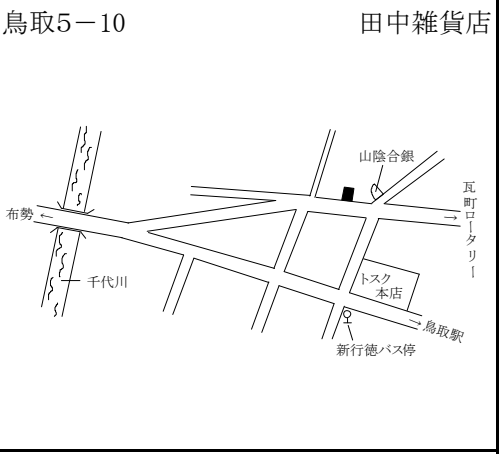 鳥取5－10
田中雑貨店
山陰合銀
布勢 ←
→ 瓦町ロータリー
千代川
トスク
本店
→鳥取駅
新行徳バス停